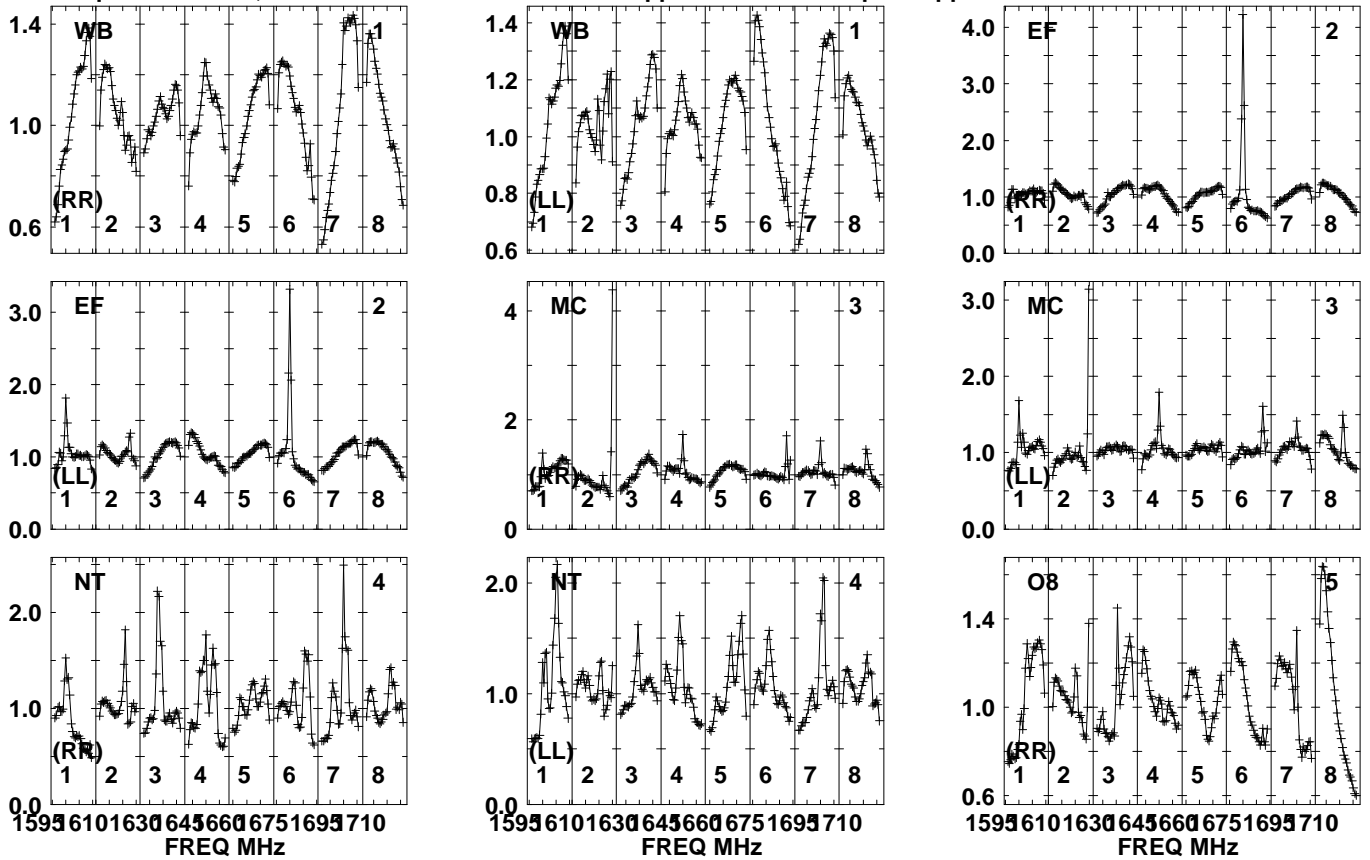 1.4 WB 1
1.2
1.0
0.8 (RR)
0.6 1 2 3 4 5 6 7 8
1.4 WB 1
1.2
1.0
0.8 (LL)
0.6 1 2 3 4 5 6 7 8
4.0 EF 2
3.0
2.0
1.0 (RR)
0.0 1 2 3 4 5 6 7 8
3.0 EF 2
2.0
1.0 (LL)
0.0 1 2 3 4 5 6 7 8
4 MC 3
2
(RR)
0 1 2 3 4 5 6 7 8
3.0 MC 3
2.0
1.0 (LL)
0.0 1 2 3 4 5 6 7 8
2.0 NT 4
1.0 (RR)
0.0 1 2 3 4 5 6 7 8
2.0 NT 4
1.0 (LL)
0.0 1 2 3 4 5 6 7 8
O8 5
1.4
1.0 (RR)
0.6 1 2 3 4 5 6 7 8
1595 1610 1630 1645 1660 1675 1695 1710
1595 1610 1630 1645 1660 1675 1695 1710
1595 1610 1630 1645 1660 1675 1695 1710
FREQ MHz
FREQ MHz
FREQ MHz